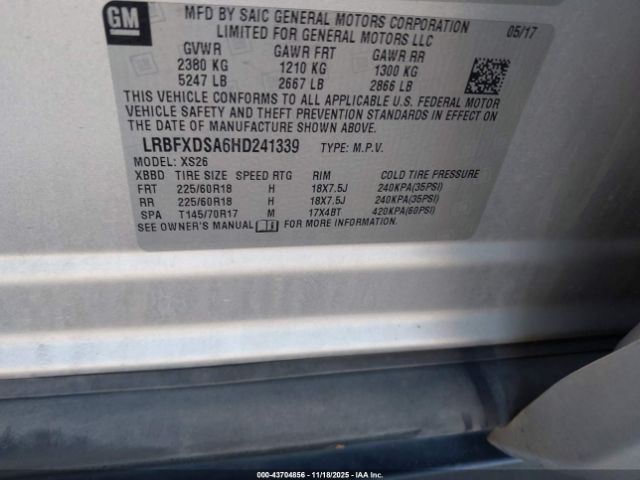 GM
MFD BY SAIC GENERAL MOTORS CORPORATION 05/17
LIMITED FOR GENERAL MOTORS LLC
GVWR GAWR FRT GAWR RR
2380 KG 1210 KG 1300 KG
5247 LB 2667 LB 2866 LB
THIS VEHICLE CONFORMS TO ALL APPLICABLE U.S. FEDERAL MOTOR
VEHICLE SAFETY AND THEFT PREVENTION STANDARDS IN EFFECT ON
THE DATE OF MANUFACTURE SHOWN ABOVE.
LRBFXDSA6HD241339 TYPE: M.P.V.
MODEL: XS26
XBBD TIRE SIZE SPEED RTG RIM COLD TIRE PRESSURE
FRT 225/60R18 H 18X7.5J 240KPA(35PSI)
RR 225/60R18 H 18X7.5J 240KPA(35PSI)
SPA T145/70R17 M 17X4BT 420KPA(60PSI)
SEE OWNER'S MANUAL FOR MORE INFORMATION
000-43704856 - 11/18/2025 - IAA Inc.